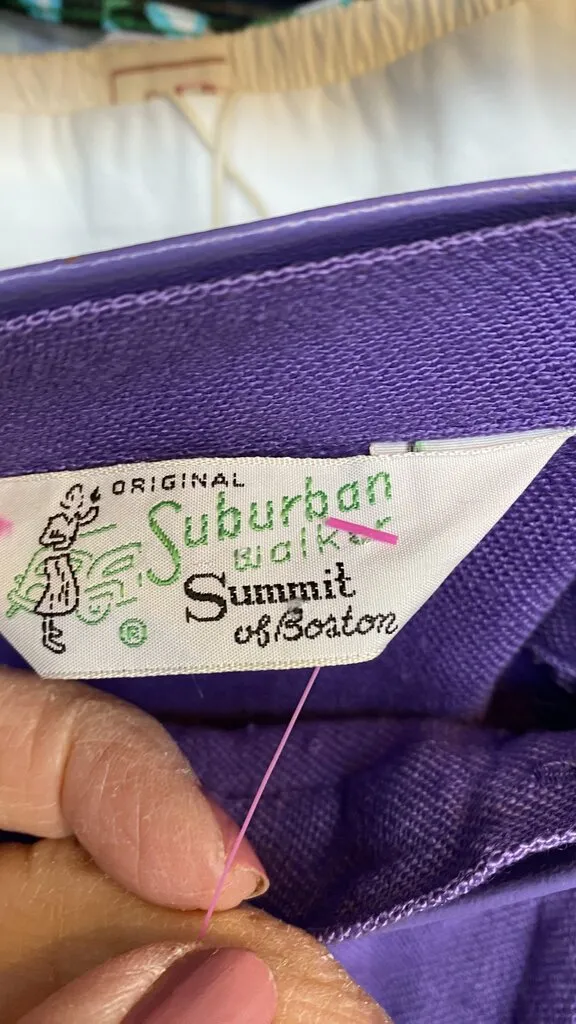 ORIGINAL
Suburban
walker
Summit
of Boston
®